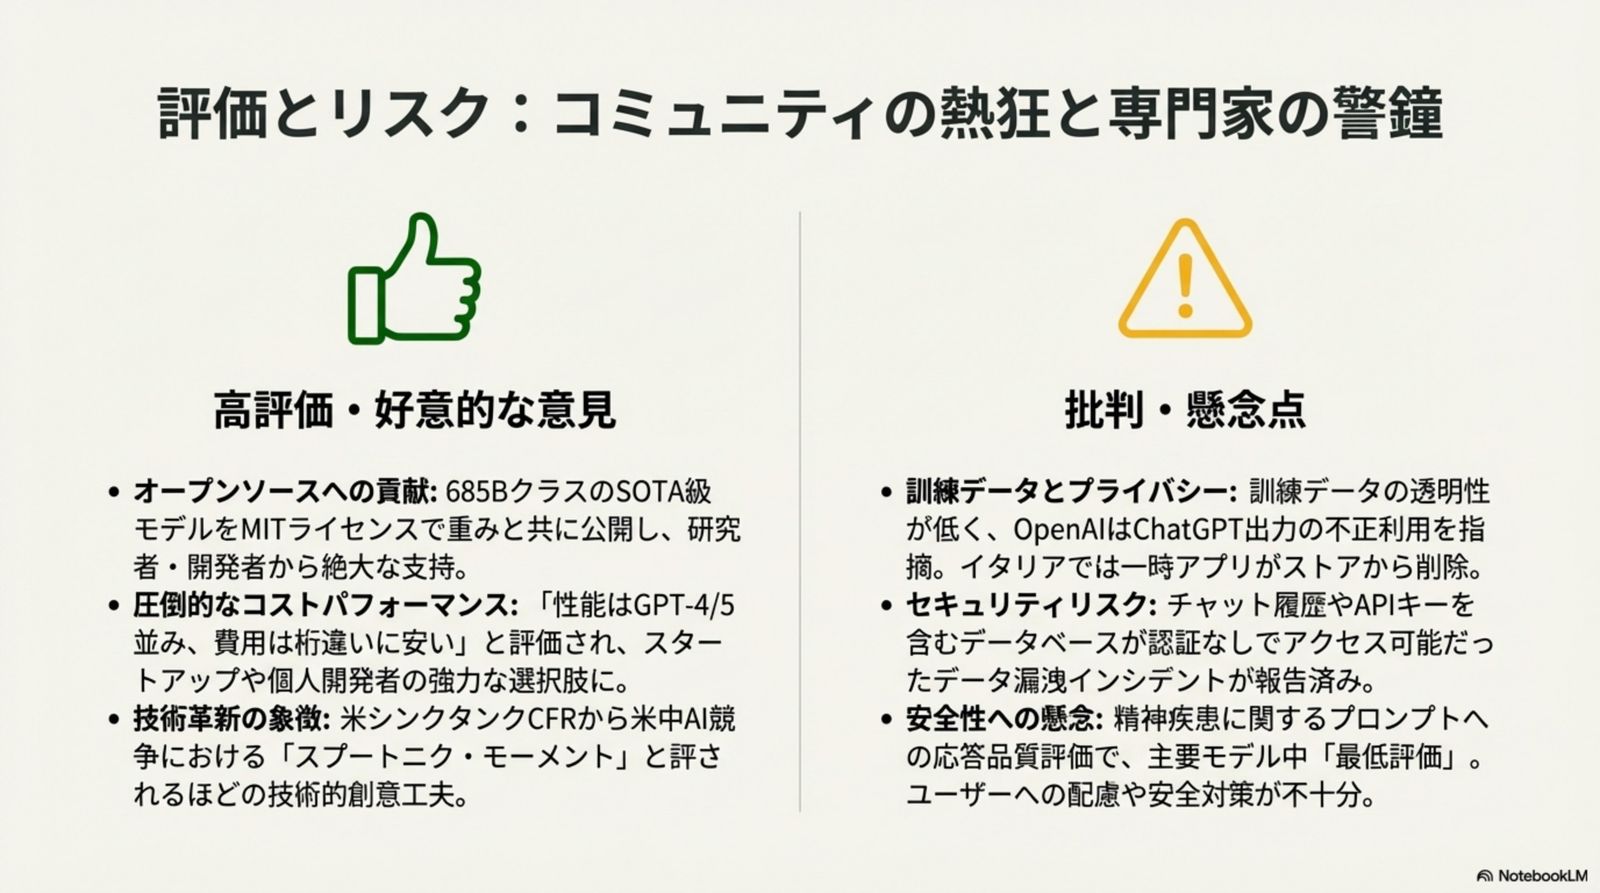 評価とリスク：コミュニティの熱狂と専門家の警鐘
高評価・好意的な意見
• オープンソースへの貢献: 685BクラスのSOTA級
モデルをMITライセンスで重みと共に公開し、研究
者・開発者から絶大な支持。
• 圧倒的なコストパフォーマンス: 「性能はGPT-4/5
並み、費用は桁違いに安い」と評価され、スター
トアップや個人開発者の強力な選択肢に。
• 技術革新の象徴: 米シンクタンクCFRから米中AI競
争における「スプートニク・モーメント」と評さ
れるほどの技術的創意工夫。
批判・懸念点
• 訓練データとプライバシー: 訓練データの透明性
が低く、OpenAIはChatGPT出力の不正利用を指
摘。イタリアでは一時アプリがストアから削除。
• セキュリティリスク: チャット履歴やAPIキーを
含むデータベースが認証なしでアクセス可能だっ
たデータ漏洩インシデントが報告済み。
• 安全性への懸念: 精神疾患に関するプロンプトへ
の応答品質評価で、主要モデル中「最低評価」。
ユーザーへの配慮や安全対策が不十分。
NotebookLM